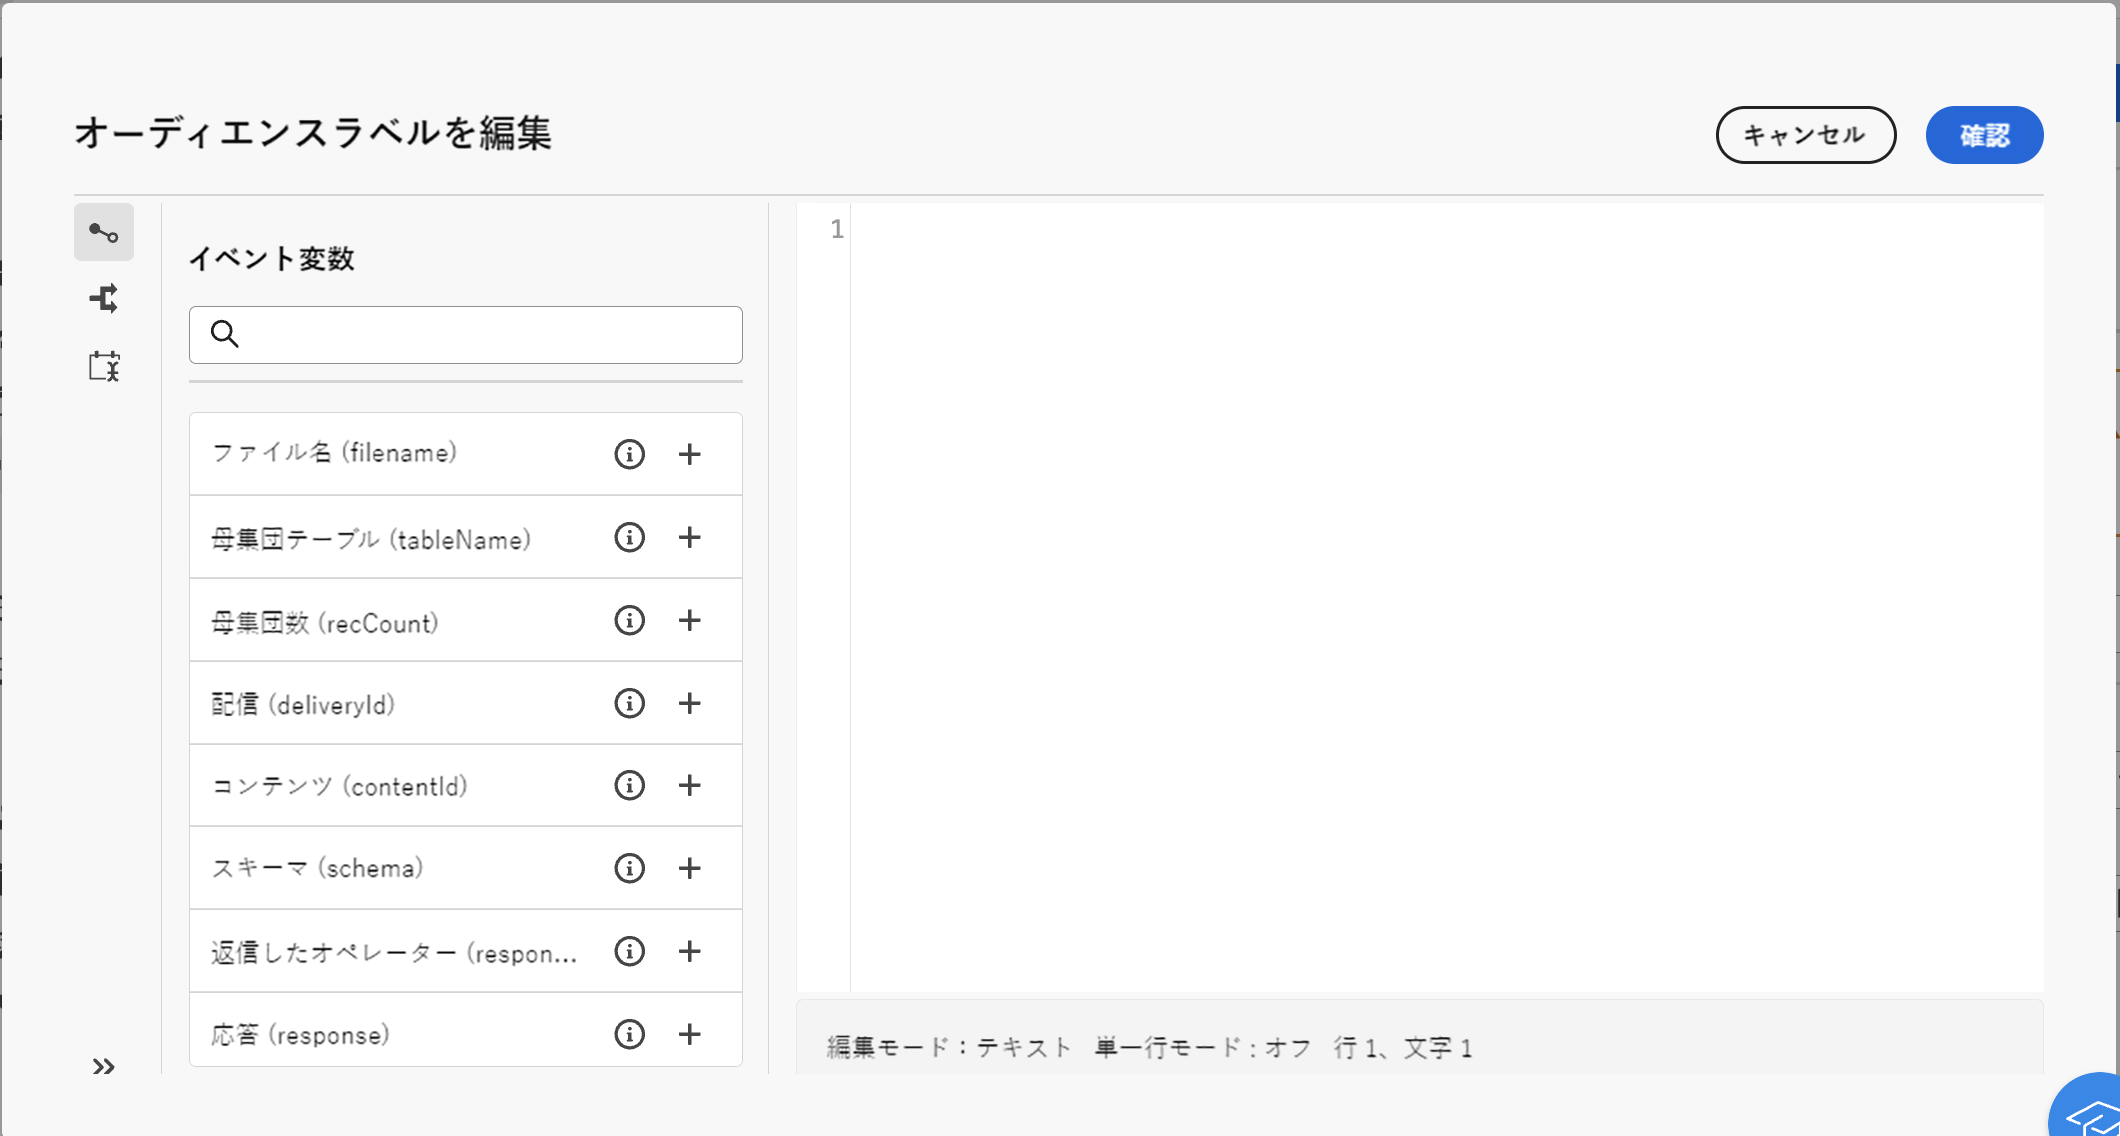 オーディエンスラベルを編集
キャンセル
確認
イベント変数
ファイル名 (filename)
母集団テーブル (tableName)
母集団数 (recCount)
配信 (deliveryId)
コンテンツ (contentId)
スキーマ (schema)
返信したオペレーター (respon...
応答 (response)
1
編集モード：テキスト 単一行モード : オフ 行 1、文字 1